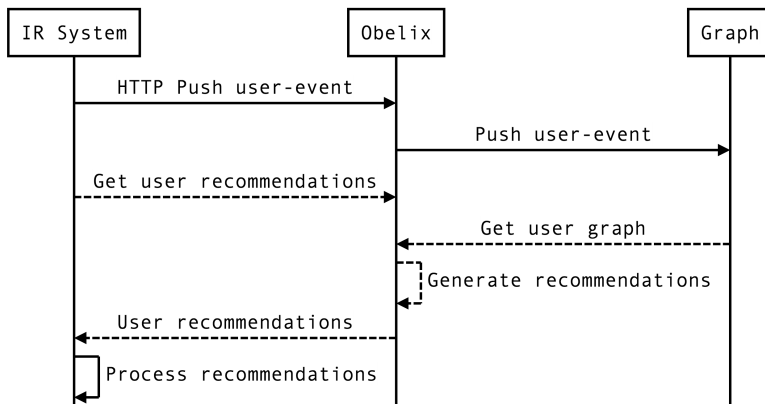 IR System
Obelix
Graph
HTTP Push user-event
Push user-event
Get user recommendations
Get user graph
Generate recommendations
User recommendations
Process recommendations